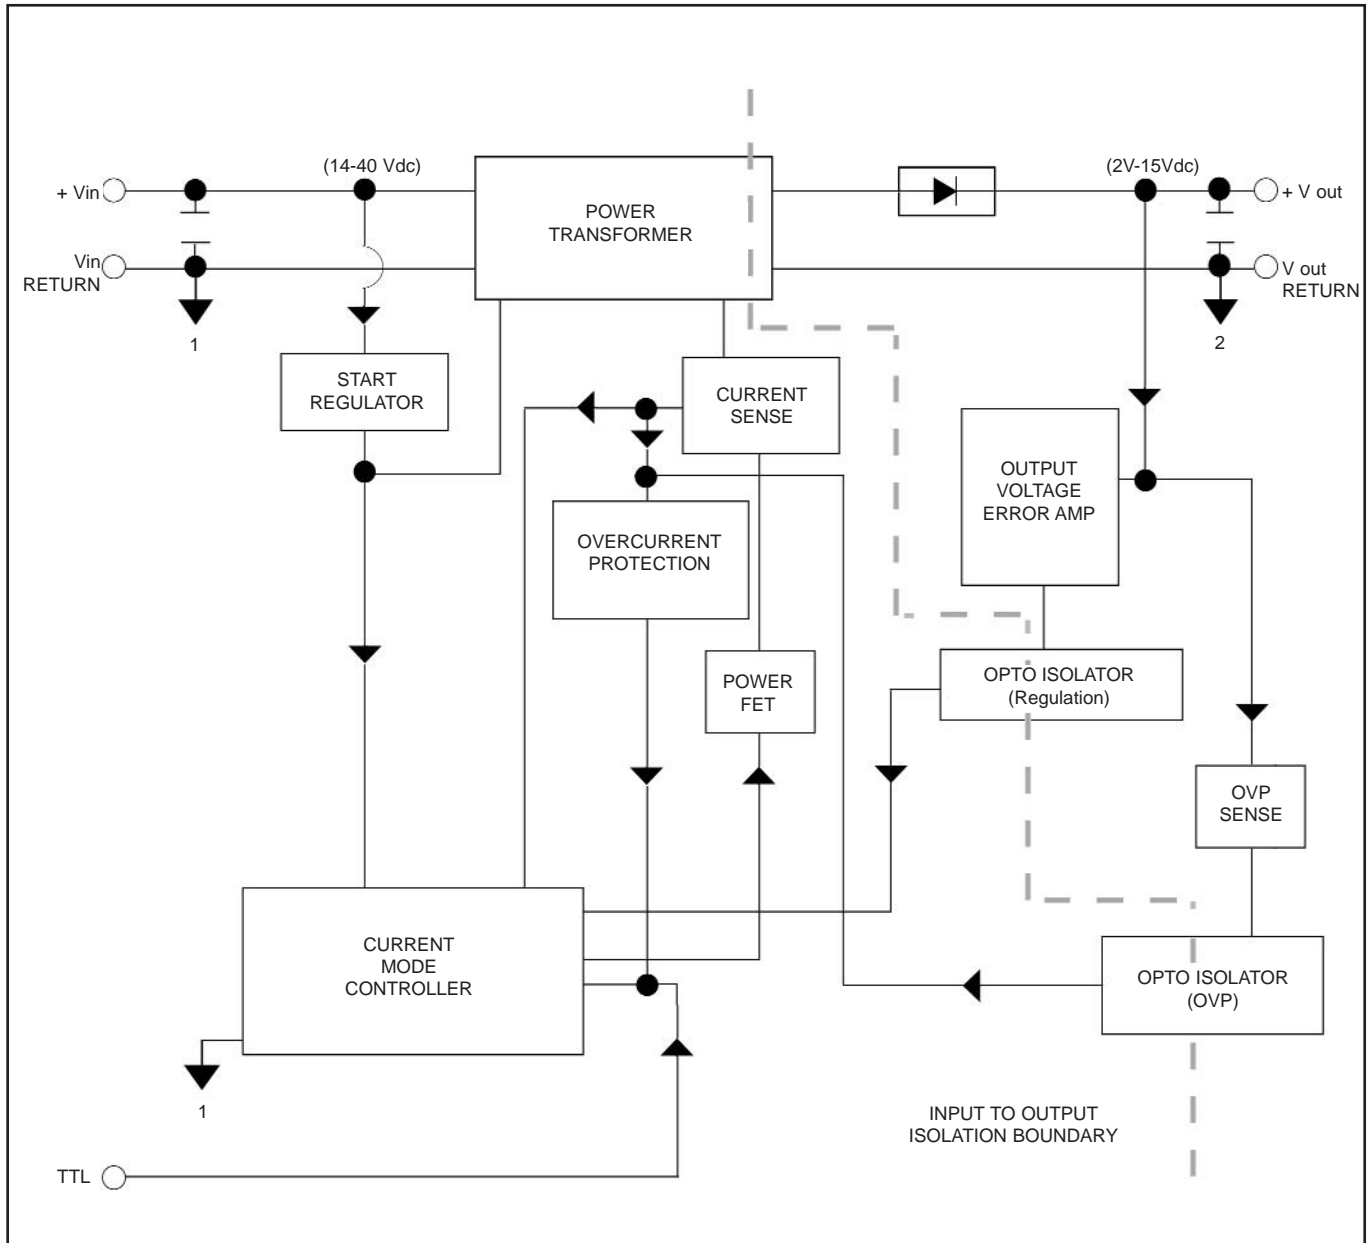 (14-40 Vdc)
(2V-15Vdc)
+ Vin
POWER
TRANSFORMER
+ V out
Vin
RETURN
V out
RETURN
1
2
START
REGULATOR
CURRENT
SENSE
OUTPUT
VOLTAGE
ERROR AMP
OVERCURRENT
PROTECTION
POWER
FET
OPTO ISOLATOR
(Regulation)
OVP
SENSE
CURRENT
MODE
CONTROLLER
OPTO ISOLATOR
(OVP)
1
INPUT TO OUTPUT
ISOLATION BOUNDARY
TTL